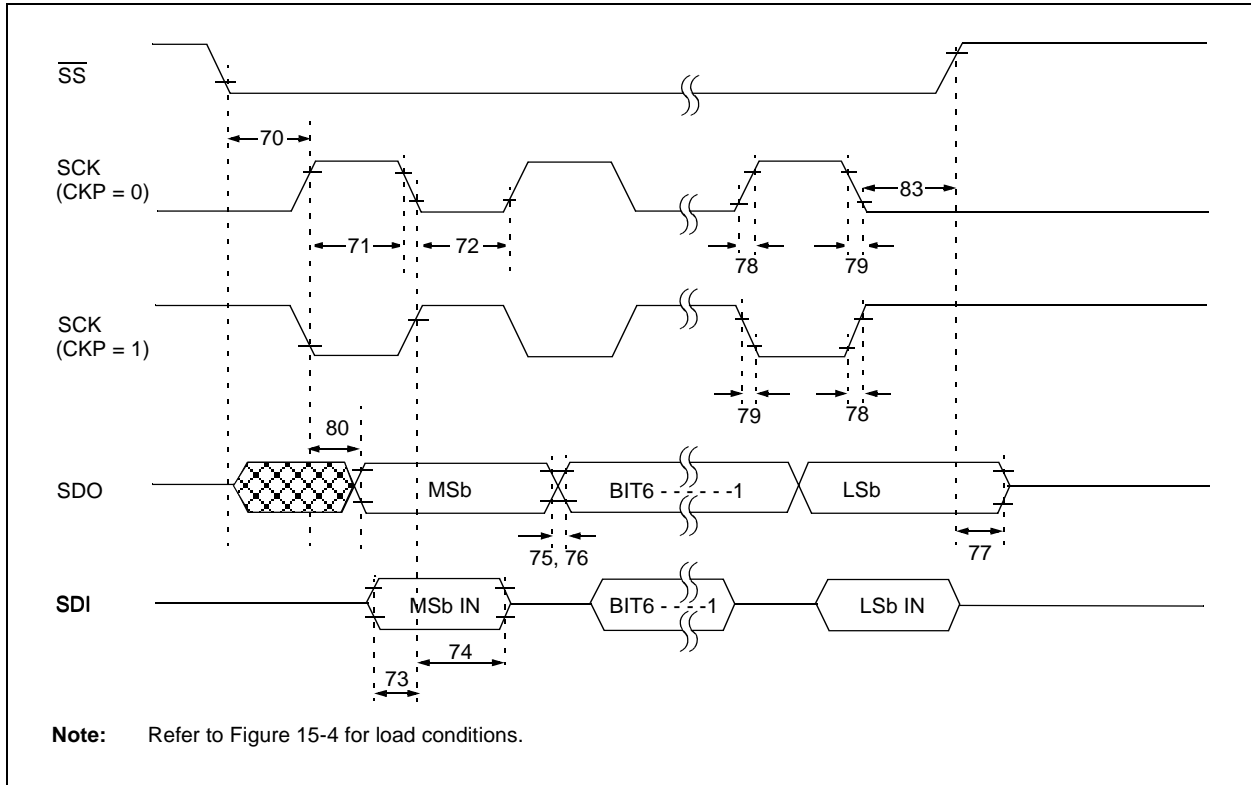 SS
70
SCK
(CKP = 0)
83
71
72
78
79
SCK
(CKP = 1)
79
78
80
SDO
MSb
BIT6 - - - - - -1
LSb
75, 76
77
SDI
MSb IN
BIT6 - - - -1
LSb IN
74
73
Note: Refer to Figure 15-4 for load conditions.